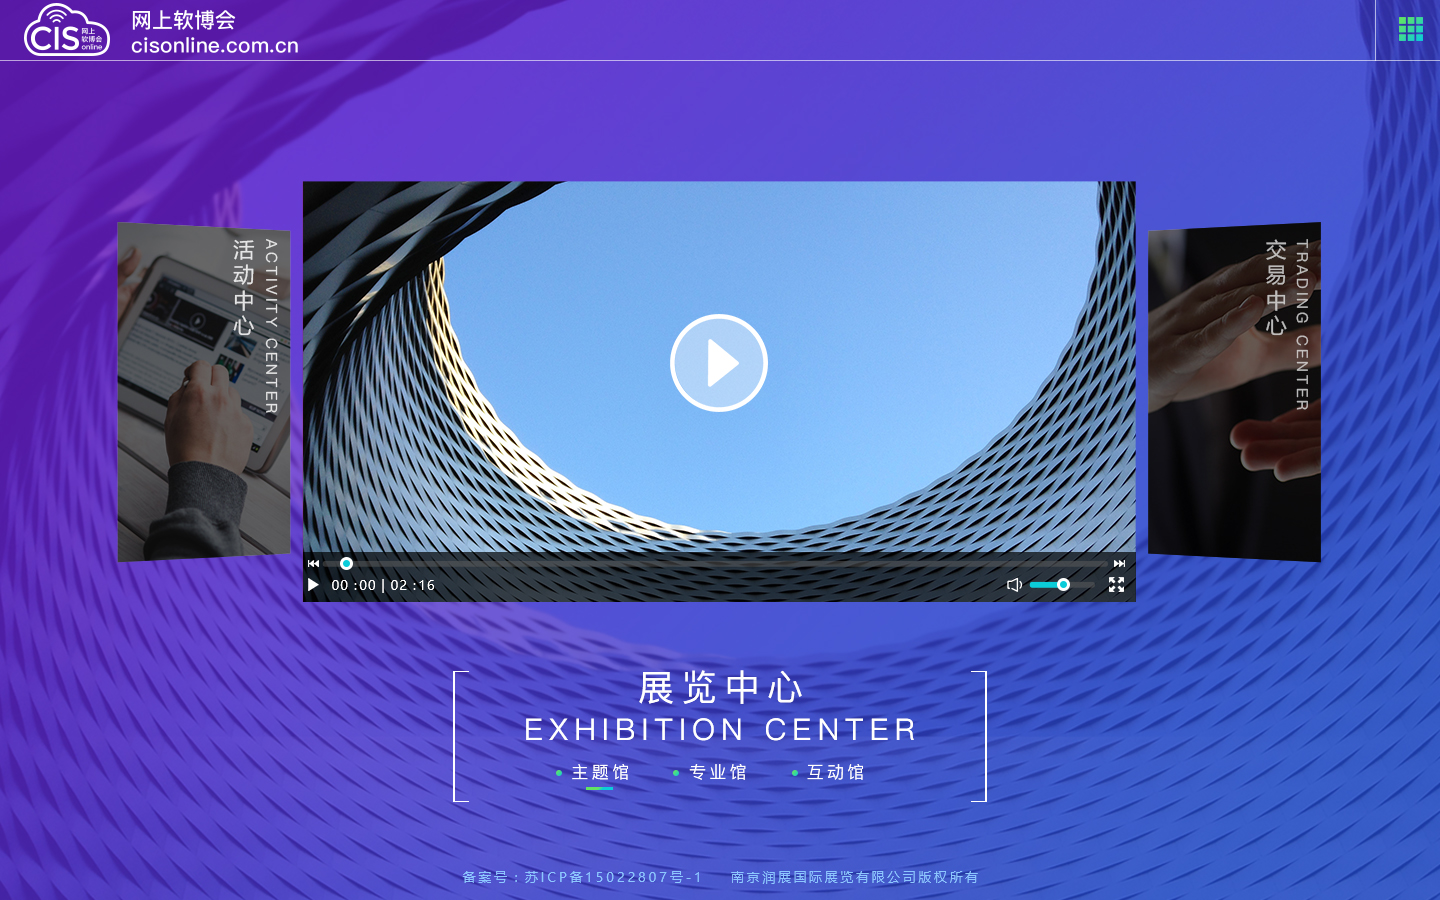 CIS
网上
软博会
online
网上软博会
cisonline.com.cn
活动中心
ACTIVITY CENTER
交易中心
TRADING CENTER
00 :00 | 02 :16
展览中心
EXHIBITION CENTER
主题馆 专业馆 互动馆
备案号：苏ICP备15022807号-1 南京润展国际展览有限公司版权所有